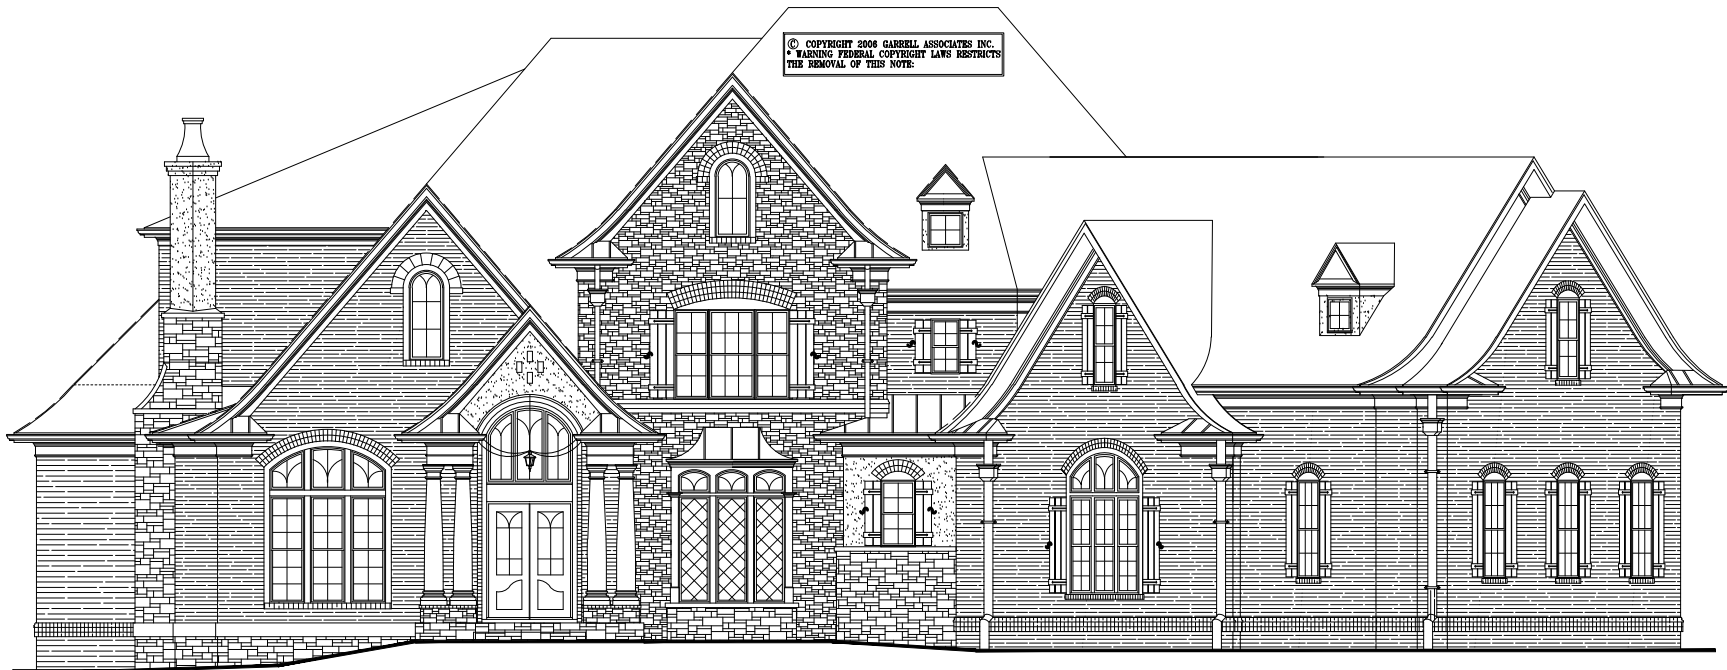 © COPYRIGHT 2006 GARRELL ASSOCIATES INC.
* WARNING FEDERAL COPYRIGHT LAWS RESTRICTS
THE REMOVAL OF THIS NOTE: